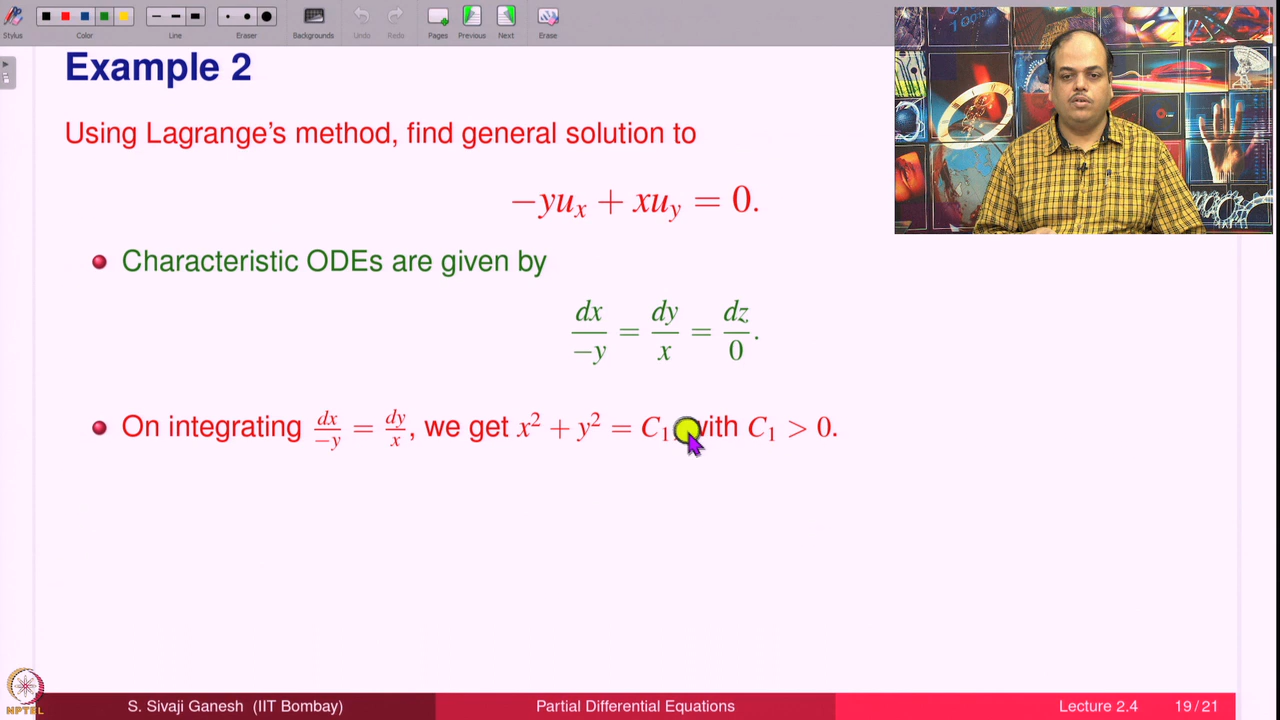 Stylus Color Line Eraser Backgrounds Undo Redo Pages Previous Next Erase
Example 2
Using Lagrange's method, find general solution to
−yu_x + xu_y = 0.
Characteristic ODEs are given by
dx/−y = dy/x = dz/0.
On integrating dx/−y = dy/x, we get x² + y² = C₁, with C₁ > 0.
NPTEL
S. Sivaji Ganesh (IIT Bombay) Partial Differential Equations Lecture 2.4 19 / 21